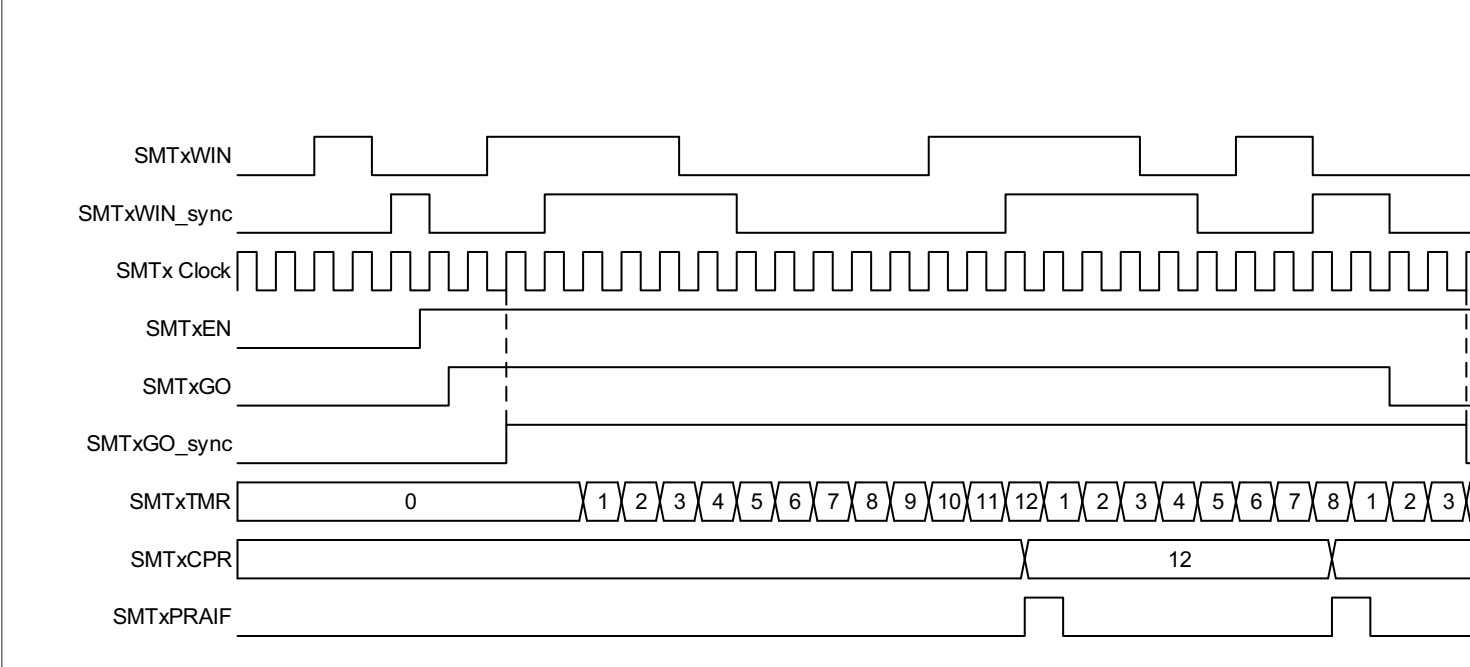 SMTxWIN
SMTxWIN_sync
SMTx Clock
SMTxEN
SMTxGO
SMTxGO_sync
SMTxTMR 0 1 2 3 4 5 6 7 8 9 10 11 12 1 2 3 4 5 6 7 8 1 2 3
SMTxCPR 12
SMTxPRAIF